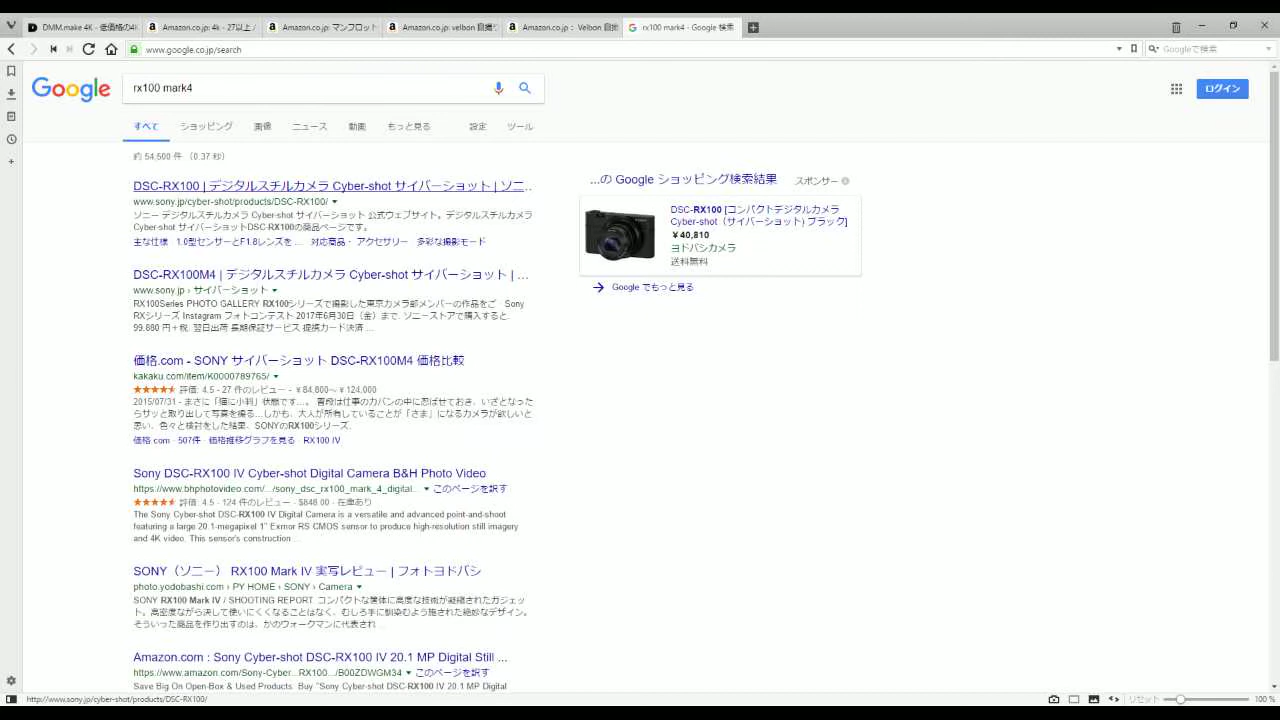 DMM.make 4K - 低価格の4K
Amazon.co.jp: 4k - 27以上 /
Amazon.co.jp: マンフロット
Amazon.co.jp: velbon 自撮り
Amazon.co.jp: Velbon 自撮
rx100 mark4 - Google 検索
www.google.co.jp/search
Googleで検索
Google
rx100 mark4
ログイン
すべて ショッピング 画像 ニュース 動画 もっと見る 設定 ツール
約 54,500 件 （0.37 秒）
DSC-RX100 | デジタルスチルカメラ Cyber-shot サイバーショット | ソニ...
www.sony.jp/cyber-shot/products/DSC-RX100/
ソニー デジタルスチルカメラ Cyber-shot サイバーショット 公式ウェブサイト。デジタルスチルカメラ
Cyber-shot サイバーショットDSC-RX100の商品ページです。
主な仕様 1.0型センサーとF1.8レンズを ... 対応商品・アクセサリー 多彩な撮影モード
DSC-RX100M4 | デジタルスチルカメラ Cyber-shot サイバーショット | ...
www.sony.jp › サイバーショット
RX100Series PHOTO GALLERY RX100シリーズで撮影した東京カメラ部メンバーの作品をご Sony
RXシリーズ Instagram フォトコンテスト 2017年6月30日（金）まで. ソニーストアで購入すると.
99,880 円＋税. 翌日出荷 長期保証サービス 提携カード決済 ...
価格.com - SONY サイバーショット DSC-RX100M4 価格比較
kakaku.com/item/K0000789765/
評価: 4.5 - 27 件のレビュー - ¥ 84,800～ ¥ 124,000
2015/07/31 - まさに「猫に小判」状態です…。 普段は仕事のカバンの中に忍ばせておき、いざとなった
らサッと取り出して写真を撮る…しかも、大人が所有していることが「さま」になるカメラが欲しいと
思い、色々と検討をした結果、SONYのRX100シリーズ.
価格.com - 507件 · 価格推移グラフを見る · RX100 IV
Sony DSC-RX100 IV Cyber-shot Digital Camera B&H Photo Video
https://www.bhphotovideo.com/.../sony_dsc_rx100_mark_4_digital... このページを訳す
評価: 4.5 - 124 件のレビュー - $848.00 - 在庫あり
The Sony Cyber-shot DSC-RX100 IV Digital Camera is a versatile and advanced point-and-shoot
featuring a large 20.1-megapixel 1" Exmor RS CMOS sensor to produce high-resolution still imagery
and 4K video. This sensor's construction ...
SONY（ソニー） RX100 Mark IV 実写レビュー | フォトヨドバシ
photo.yodobashi.com › PY HOME › SONY › Camera
SONY RX100 Mark IV / SHOOTING REPORT. コンパクトな筐体に高度な技術が凝縮されたガジェッ
ト。高密度ながら決して使いにくくなることはなく、むしろ手に馴染むよう施された絶妙なデザイン。
そういった商品を作り出すのは、かのウォークマンに代表され ...
Amazon.com : Sony Cyber-shot DSC-RX100 IV 20.1 MP Digital Still ...
https://www.amazon.com/Sony-Cyber...RX100.../B00ZDWGM34 このページを訳す
Save Big On Open-Box & Used Products. Buy "Sony Cyber-shot DSC-RX100 IV 20.1 MP Digital
...の Google ショッピング検索結果 スポンサー
DSC-RX100 [コンパクトデジタルカメラ
Cyber-shot（サイバーショット) ブラック]
¥40,810
ヨドバシカメラ
送料無料
Google でもっと見る
http://www.sony.jp/cyber-shot/products/DSC-RX100/
リセット
100 %